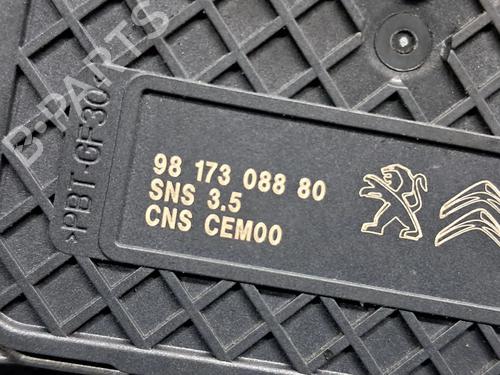 B-PARTS
>PBT-GF30<
98 173 088 80
SNS 3.5
CNS CEM00